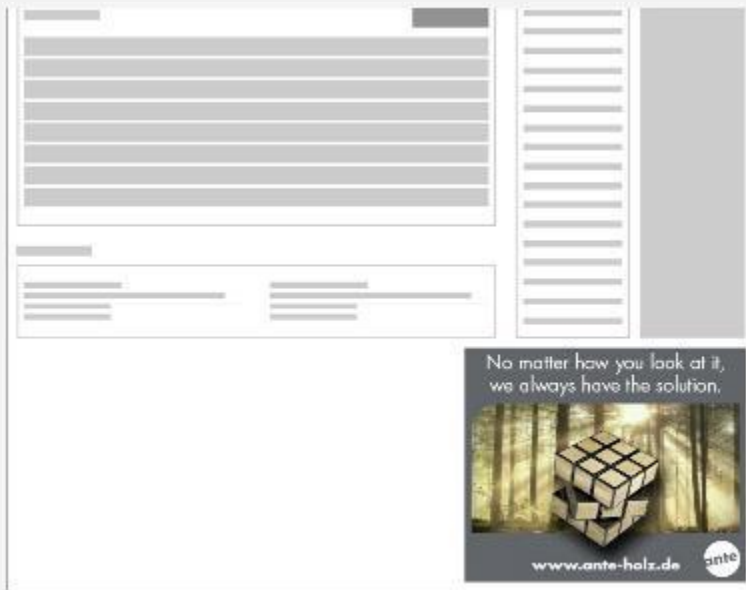 No matter how you look at it,
we always have the solution.
www.ante-holz.de
ante